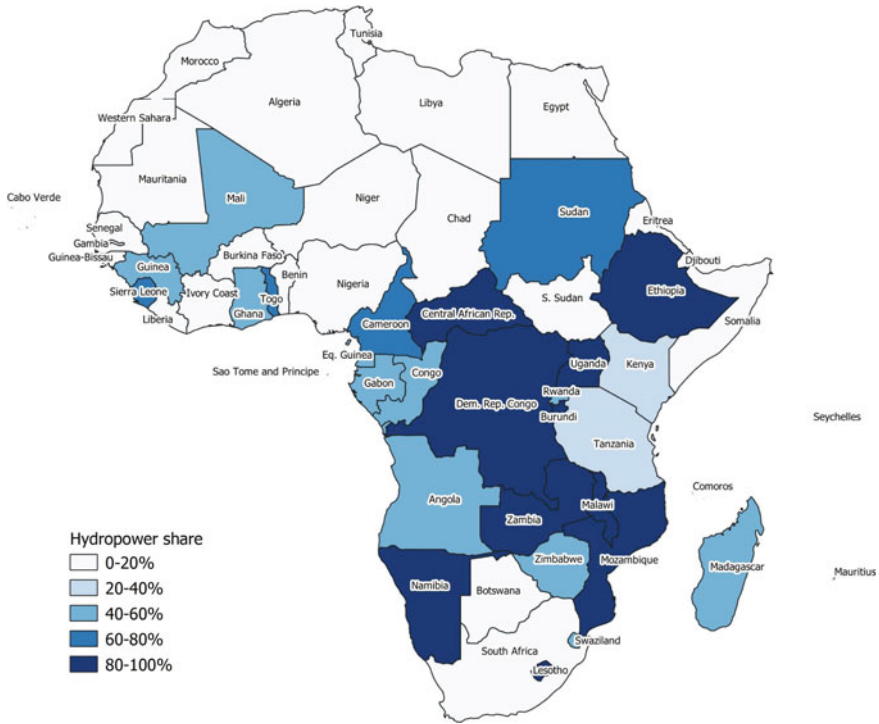 Tunisia
Morocco
Algeria
Libya
Egypt
Western Sahara
Mauritania
Mali
Niger
Cabo Verde
Chad
Sudan
Eritrea
Senegal
Gambia
Guinea-Bissau
Guinea
Burkina Faso
Benin
Djibouti
Nigeria
Sierra Leone
Ivory Coast
Togo
Ghana
Liberia
S. Sudan
Ethiopia
Central African Rep.
Cameroon
Somalia
Eq. Guinea
Sao Tome and Principe
Gabon
Congo
Uganda
Kenya
Rwanda
Dem. Rep. Congo
Burundi
Seychelles
Tanzania
Comoros
Angola
Malawi
Zambia
Hydropower share
0-20%
20-40%
40-60%
60-80%
80-100%
Zimbabwe
Mozambique
Madagascar
Mauritius
Namibia
Botswana
Swaziland
South Africa
Lesotho